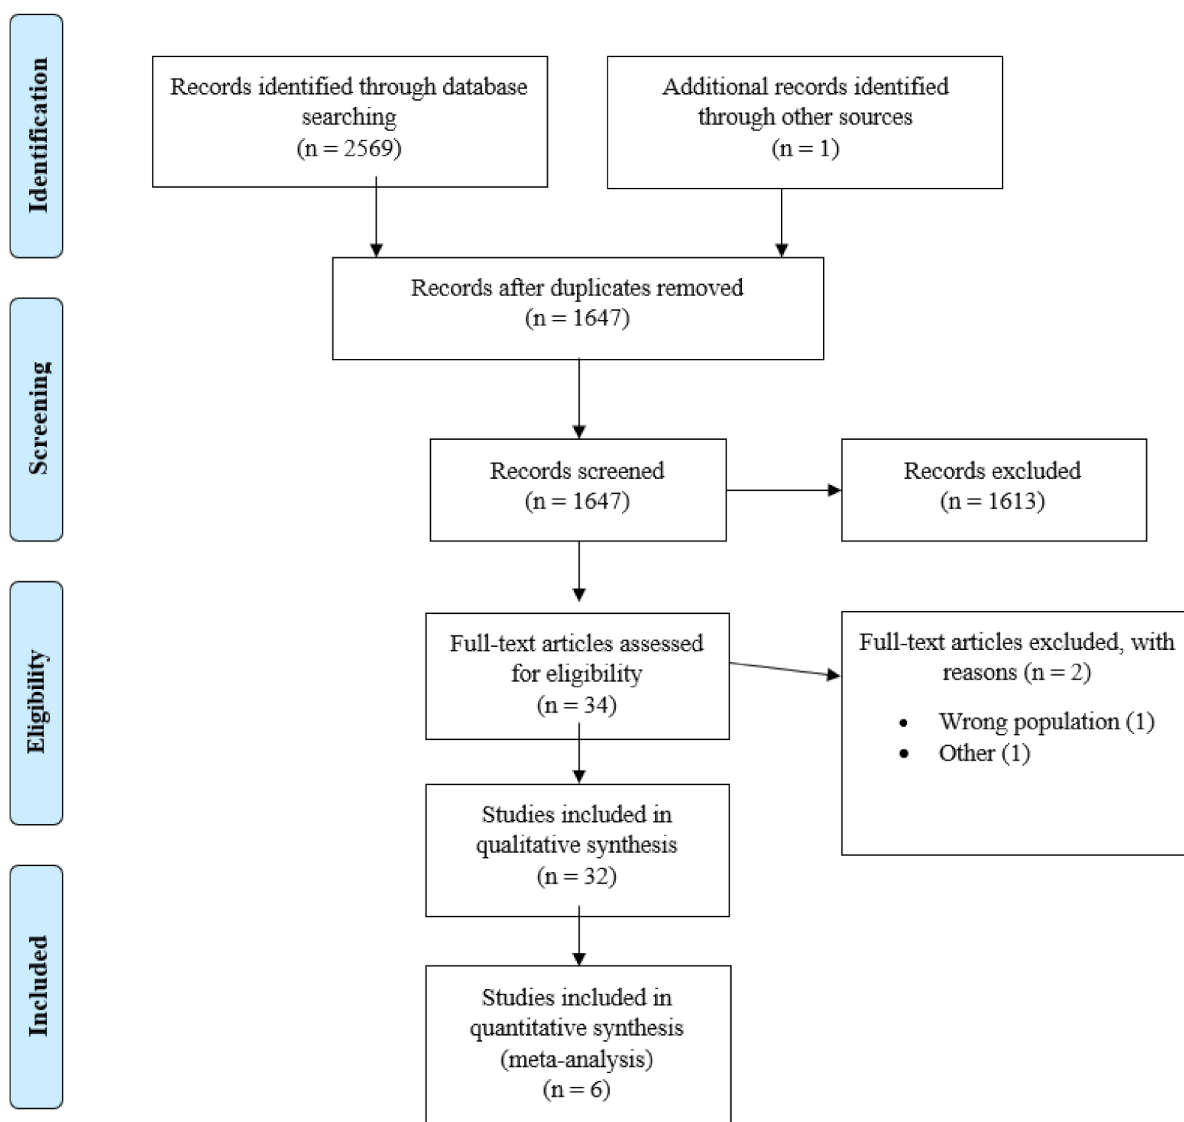 Identification
Records identified through database
searching
(n = 2569)
Additional records identified
through other sources
(n = 1)
Records after duplicates removed
(n = 1647)
Screening
Records screened
(n = 1647)
Records excluded
(n = 1613)
Eligibility
Full-text articles assessed
for eligibility
(n = 34)
Full-text articles excluded, with
reasons (n = 2)
• Wrong population (1)
• Other (1)
Studies included in
qualitative synthesis
(n = 32)
Included
Studies included in
quantitative synthesis
(meta-analysis)
(n = 6)